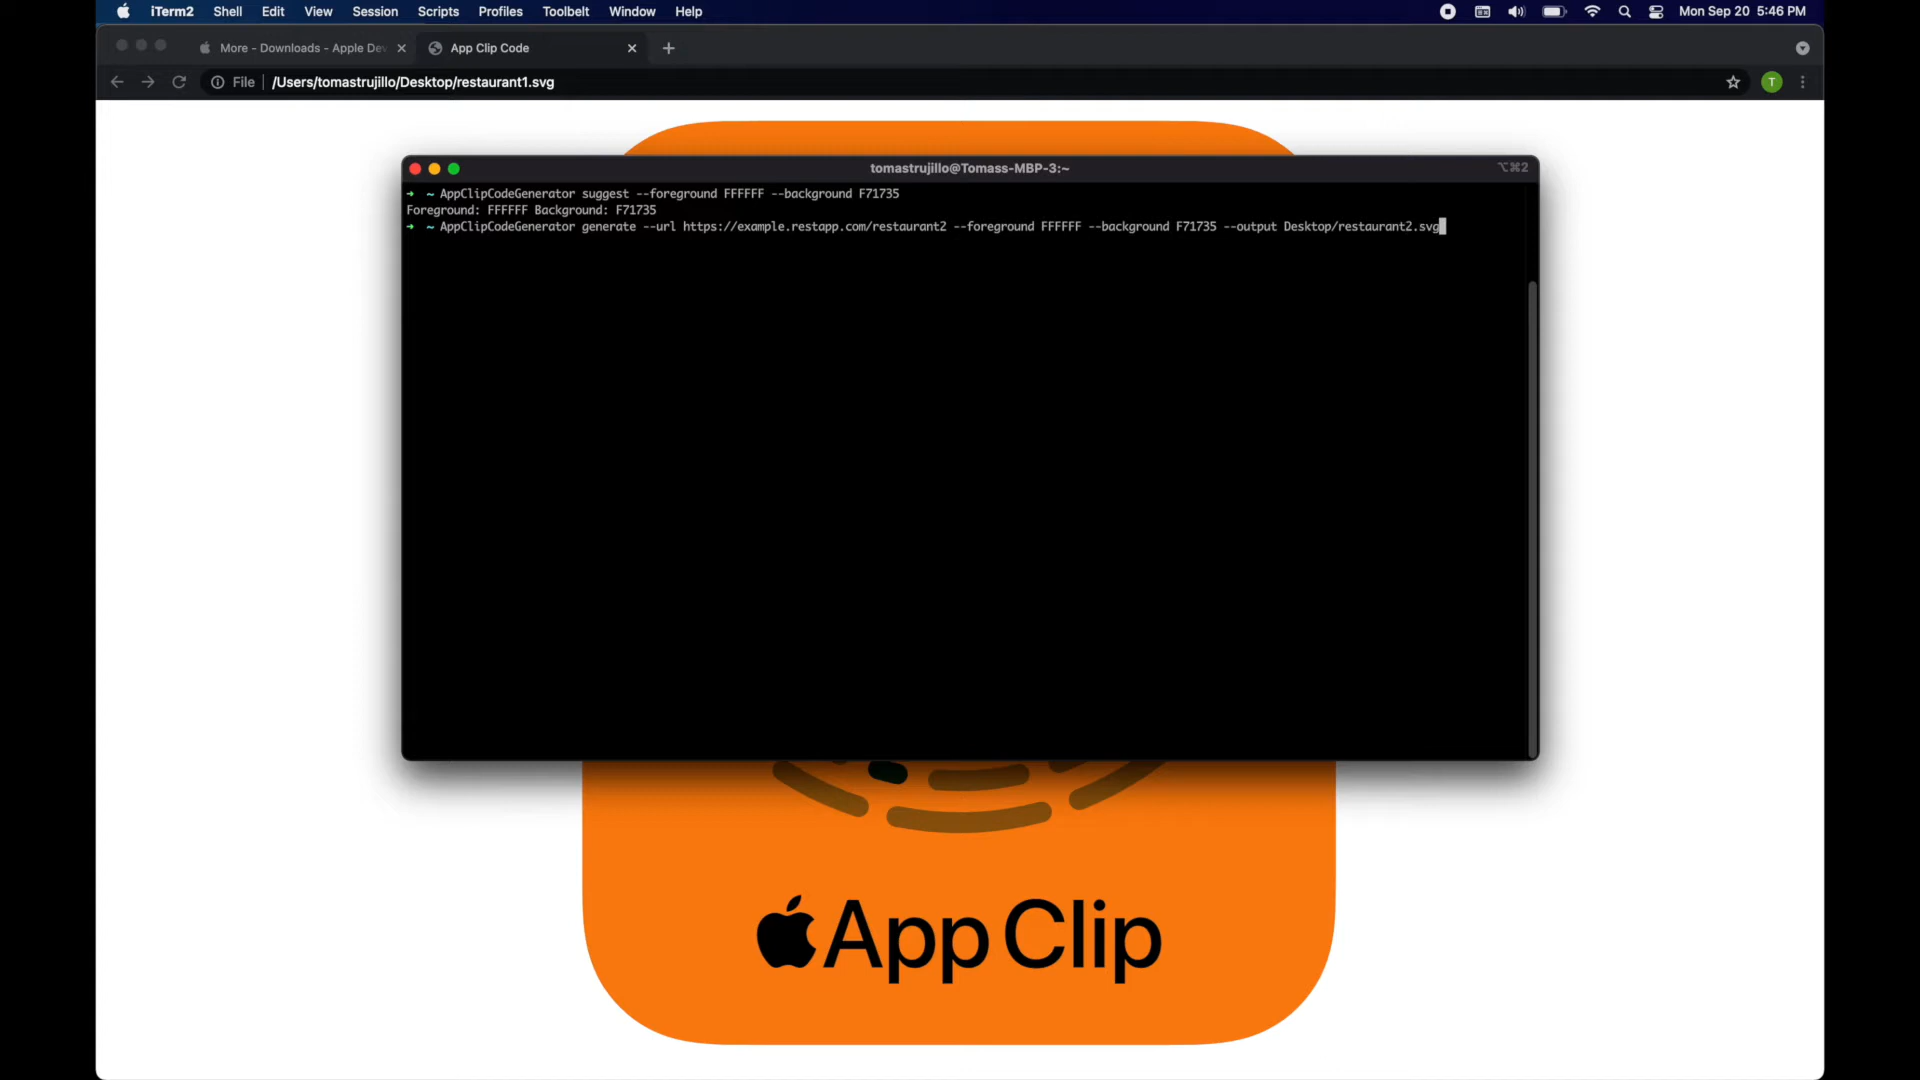 iTerm2 Shell Edit View Session Scripts Profiles Toolbelt Window Help Mon Sep 20 5:46 PM
More - Downloads - Apple De App Clip Code
File /Users/tomastrujillo/Desktop/restaurant1.svg T
tomastrujillo@Tomass-MBP-3:~ ⌥⌘2
➜ ~ AppClipCodeGenerator suggest --foreground FFFFFF --background F71735
Foreground: FFFFFF Background: F71735
➜ ~ AppClipCodeGenerator generate --url https://example.restapp.com/restaurant2 --foreground FFFFFF --background F71735 --output Desktop/restaurant2.svg
App Clip